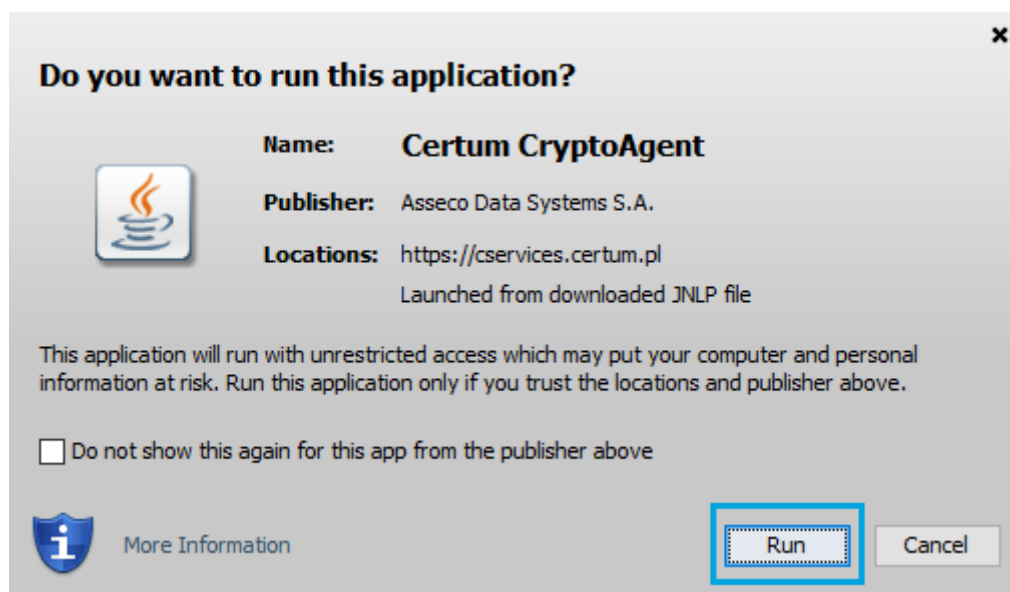 Do you want to run this application?
Name: Certum CryptoAgent
Publisher: Asseco Data Systems S.A.
Locations: https://cservices.certum.pl
Launched from downloaded JNLP file
This application will run with unrestricted access which may put your computer and personal
information at risk. Run this application only if you trust the locations and publisher above.
Do not show this again for this app from the publisher above
More Information
Run
Cancel